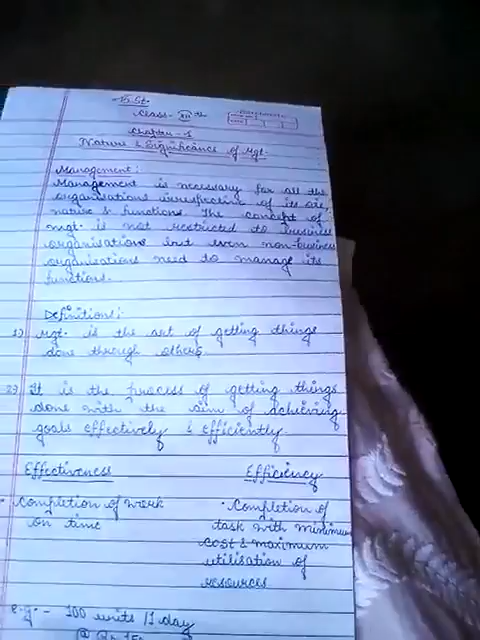 B.St.
Class - XII th
Chapter - 1
Nature & Significance of Mgt.
Management:
Management is necessary for all the
organisations irrespective of its size,
nature & functions. The concept of
mgt. is not restricted to business
organisations but even non-business
organisations need to manage its
functions.
Definitions:
1) Mgt. is the art of getting things
done through others.
2) It is the process of getting things
done with the aim of achieving
goals effectively & efficiently.
Effectiveness Efficiency
• Completion of work • Completion of
on time task with minimum
cost & maximum
utilisation of
resources
e.g. - 100 units /1 day